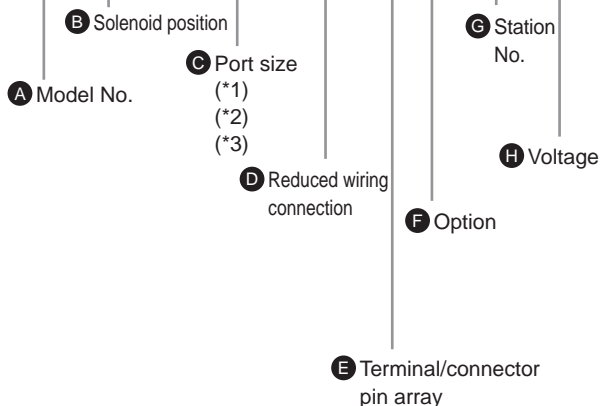 B Solenoid position
G Station
No.
C Port size
(*1)
(*2)
(*3)
A Model No.
H Voltage
D Reduced wiring
connection
F Option
E Terminal/connector
pin array